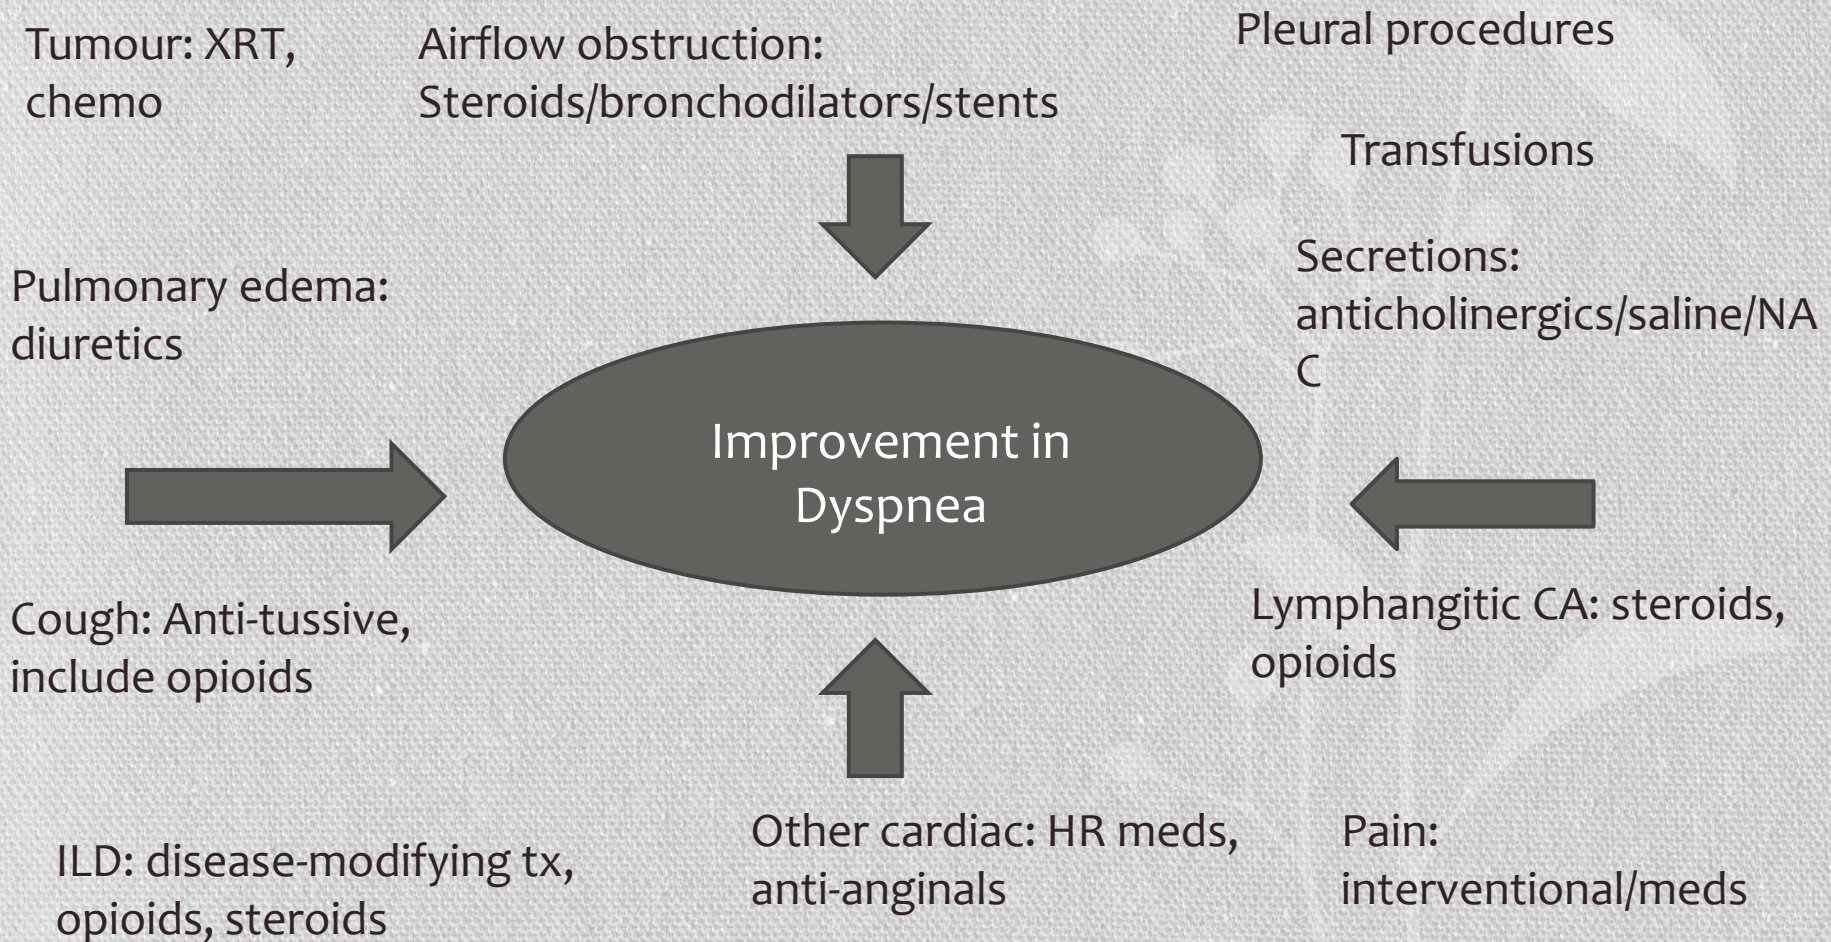 Tumour: XRT,
chemo
Airflow obstruction:
Steroids/bronchodilators/stents
Pleural procedures
Transfusions
Secretions:
anticholinergics/saline/NA
C
Pulmonary edema:
diuretics
Improvement in
Dyspnea
Cough: Anti-tussive,
include opioids
Lymphangitic CA: steroids,
opioids
ILD: disease-modifying tx,
opioids, steroids
Other cardiac: HR meds,
anti-anginals
Pain:
interventional/meds